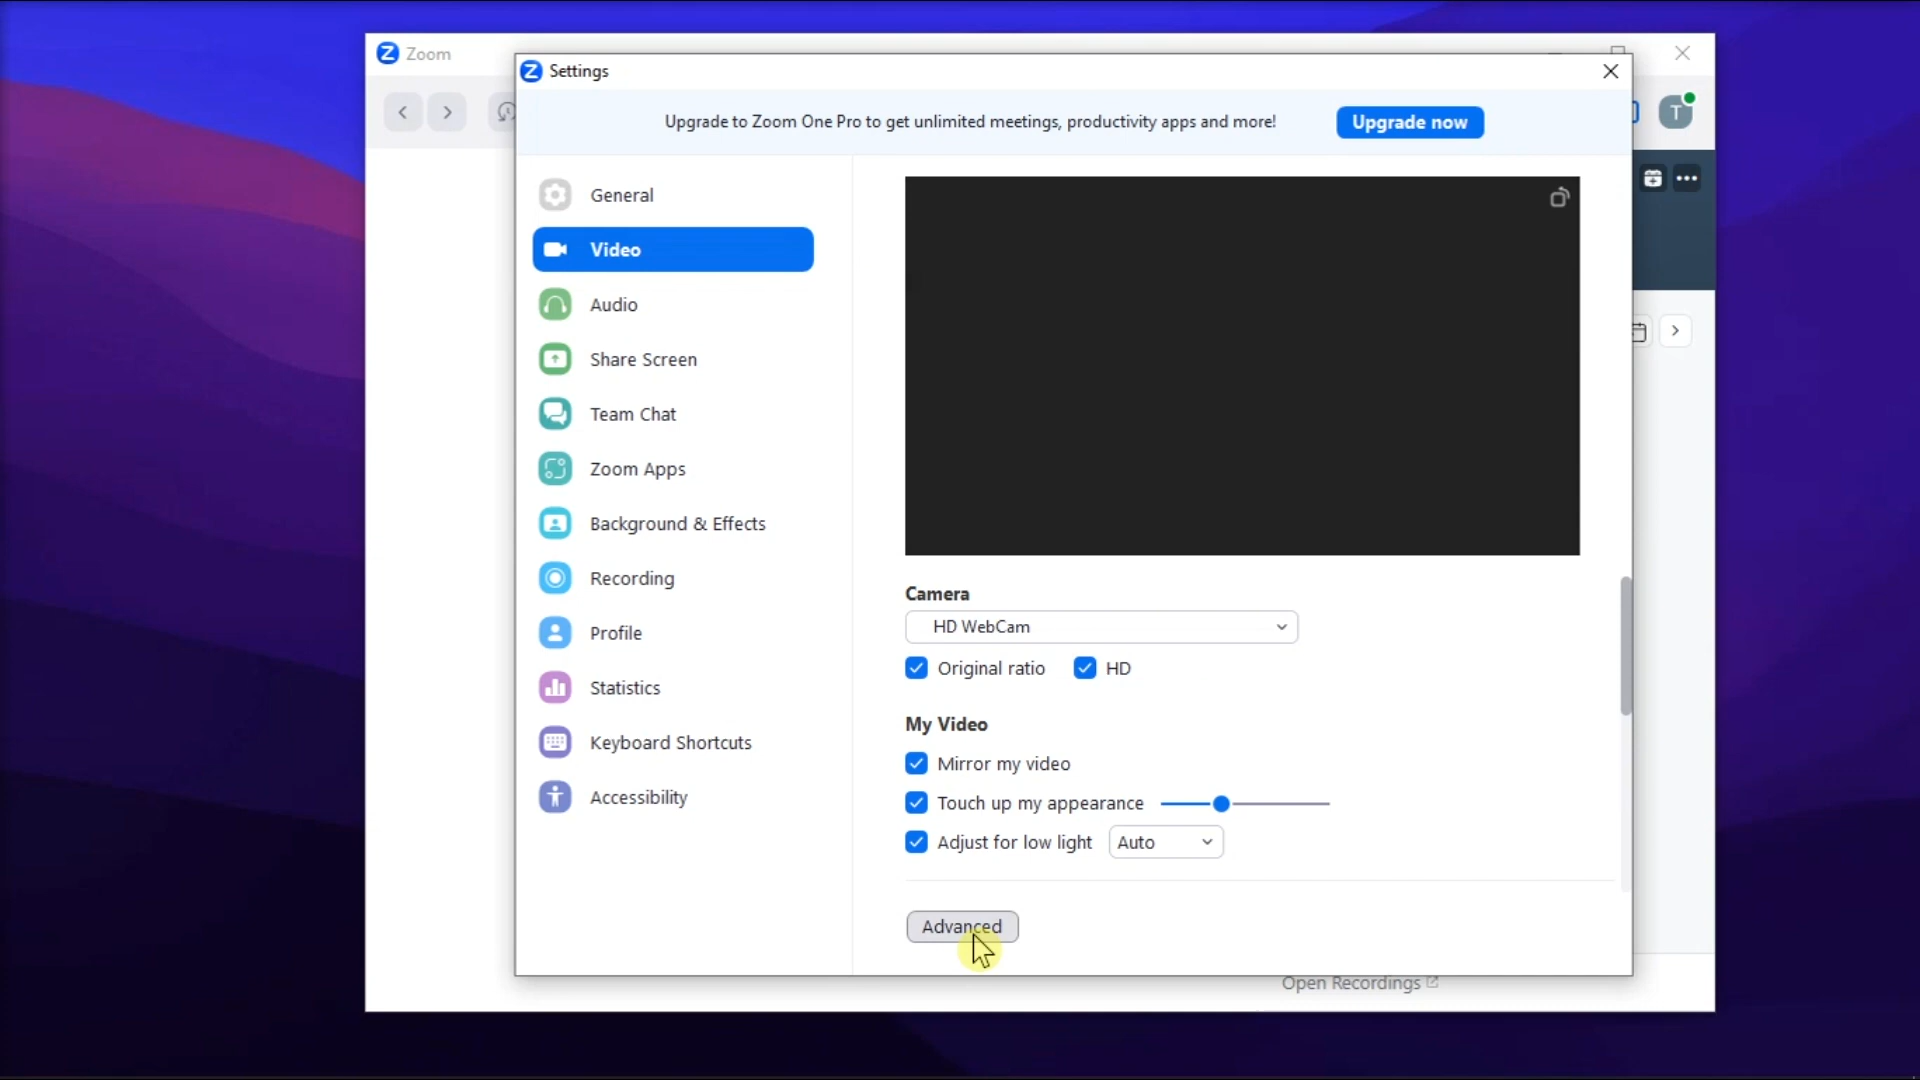 Zoom
Settings
Upgrade to Zoom One Pro to get unlimited meetings, productivity apps and more!
Upgrade now
T
General
Video
Audio
Share Screen
Team Chat
Zoom Apps
Background & Effects
Recording
Profile
Statistics
Keyboard Shortcuts
Accessibility
Camera
HD WebCam
Original ratio HD
My Video
Mirror my video
Touch up my appearance
Adjust for low light Auto
Advanced
Open Recordings